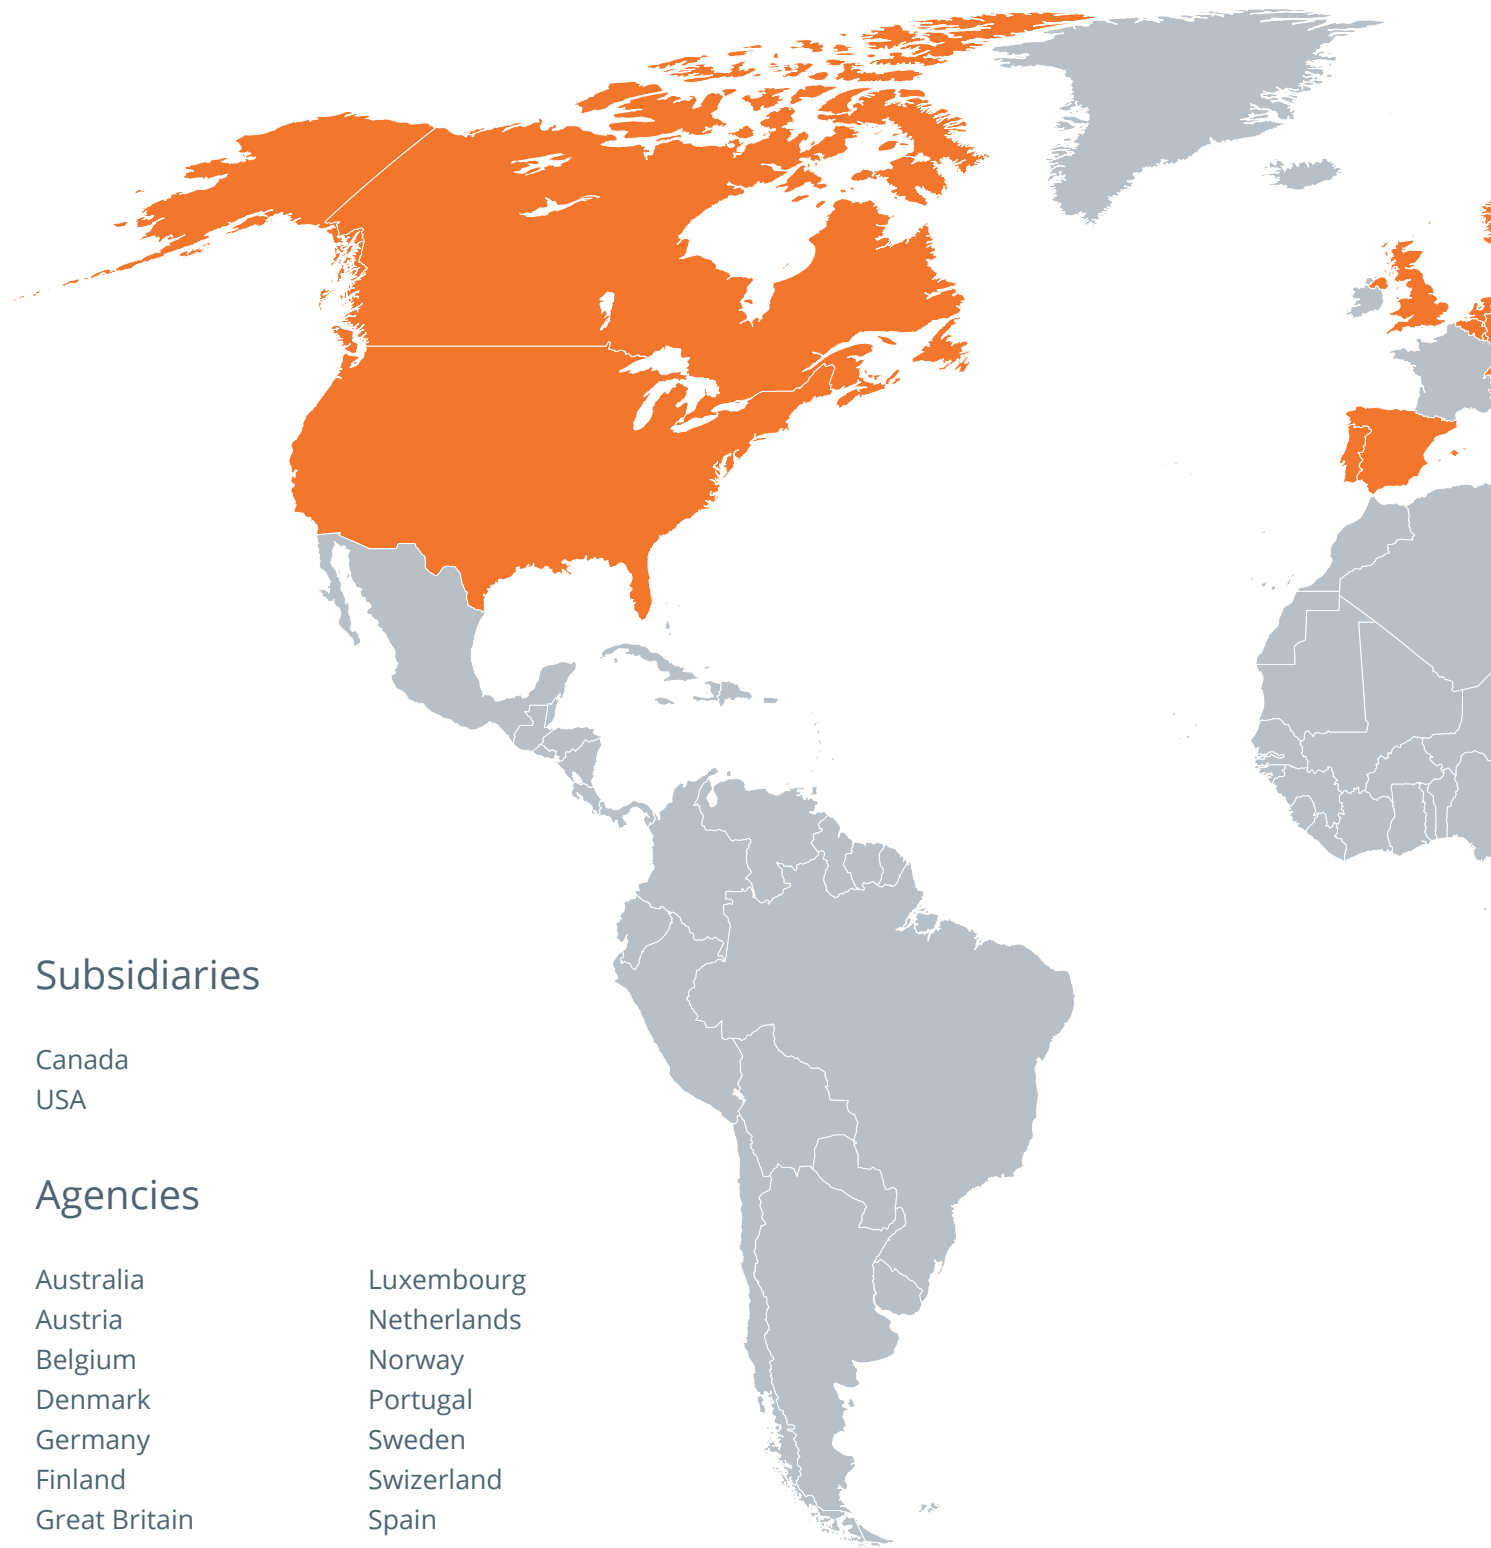 Subsidiaries
Canada
USA
Agencies
Australia
Austria
Belgium
Denmark
Germany
Finland
Great Britain
Luxembourg
Netherlands
Norway
Portugal
Sweden
Swizerland
Spain